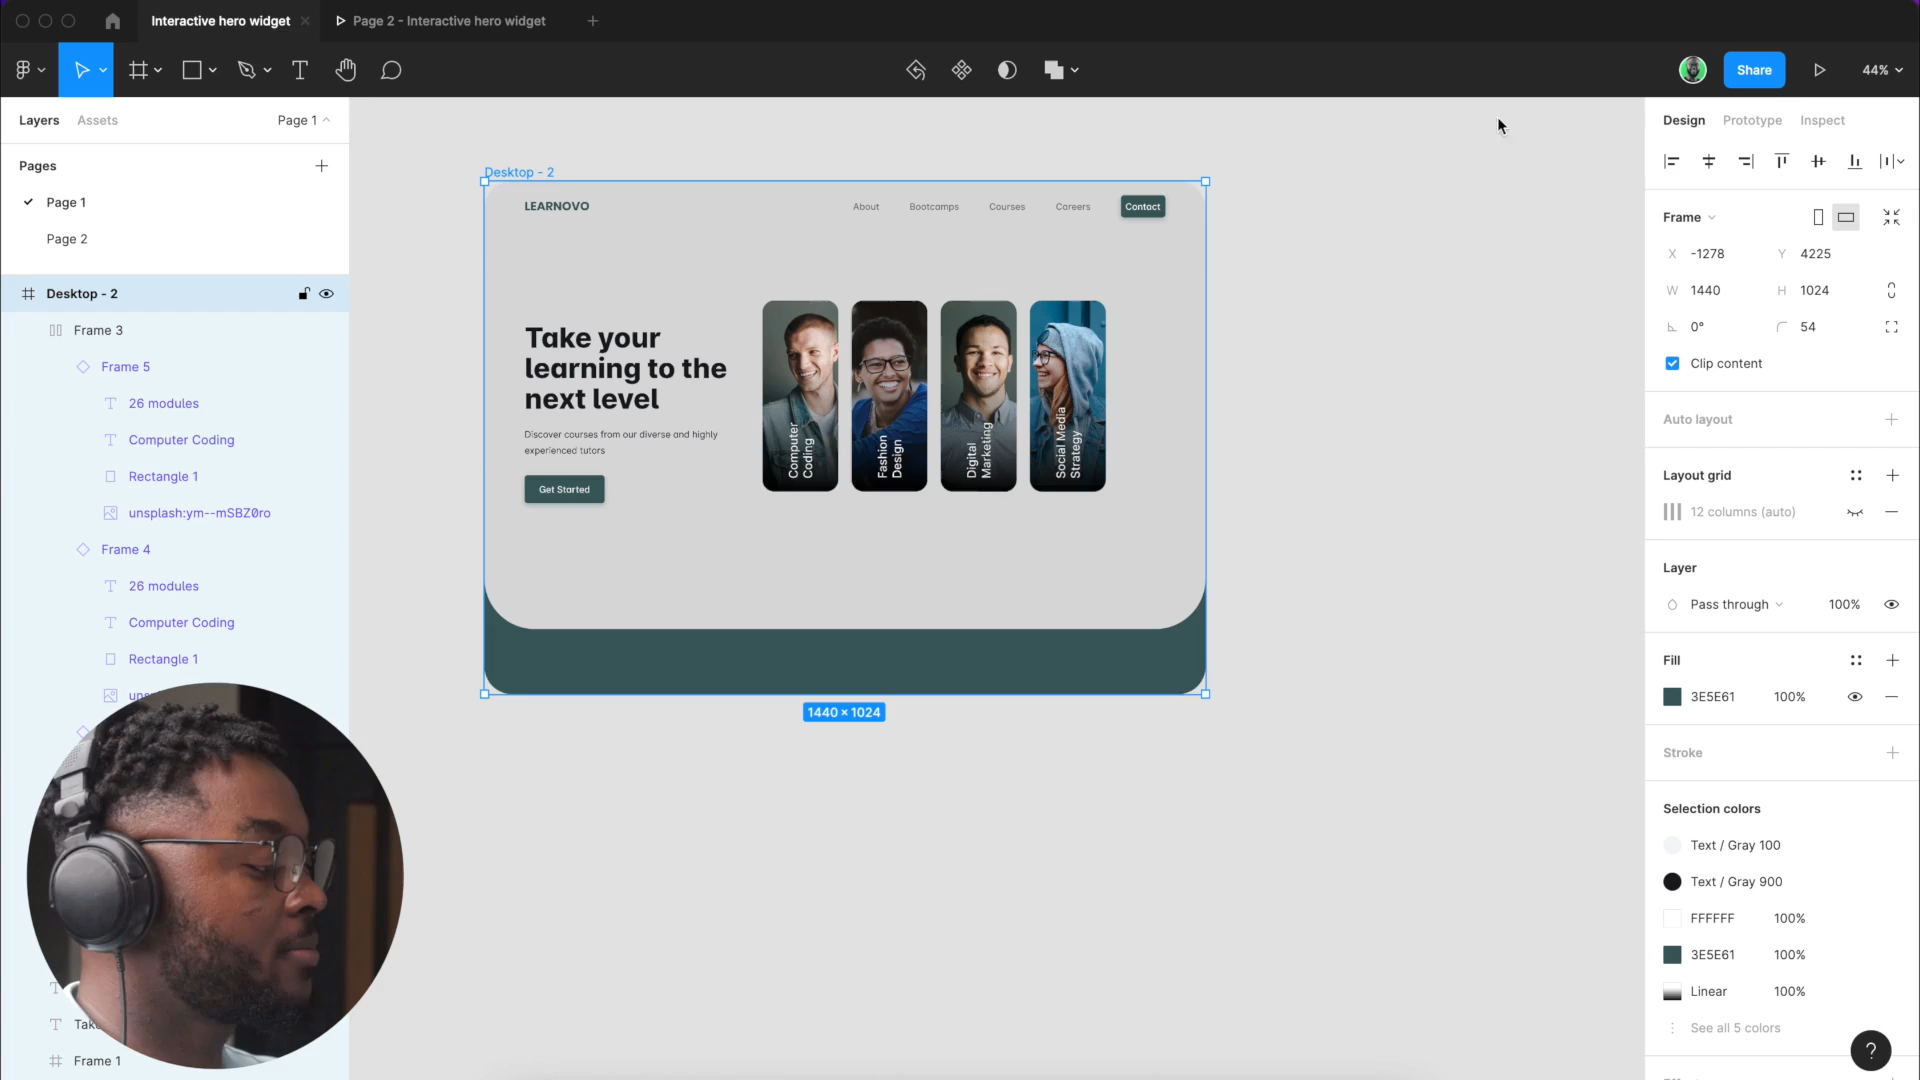 Interactive hero widget
Page 2 - Interactive hero widget
Share
44%
Layers
Assets
Page 1
Pages
Page 1
Page 2
Desktop - 2
Frame 3
Frame 5
26 modules
Computer Coding
Rectangle 1
unsplash:ym--mSBZ0ro
Frame 4
26 modules
Computer Coding
Rectangle 1
Frame 1
Desktop - 2
LEARNOVO
About
Bootcamps
Courses
Careers
Contact
Take your
learning to the
next level
Discover courses from our diverse and highly
experienced tutors
Get Started
Computer
Coding
Fashion
Design
Digital
Marketing
Social Media
Strategy
1440 × 1024
Design
Prototype
Inspect
Frame
X -1278
Y 4225
W 1440
H 1024
0°
54
Clip content
Auto layout
Layout grid
12 columns (auto)
Layer
Pass through
100%
Fill
3E5E61
100%
Stroke
Selection colors
Text / Gray 100
Text / Gray 900
FFFFFF
100%
3E5E61
100%
Linear
100%
See all 5 colors
?